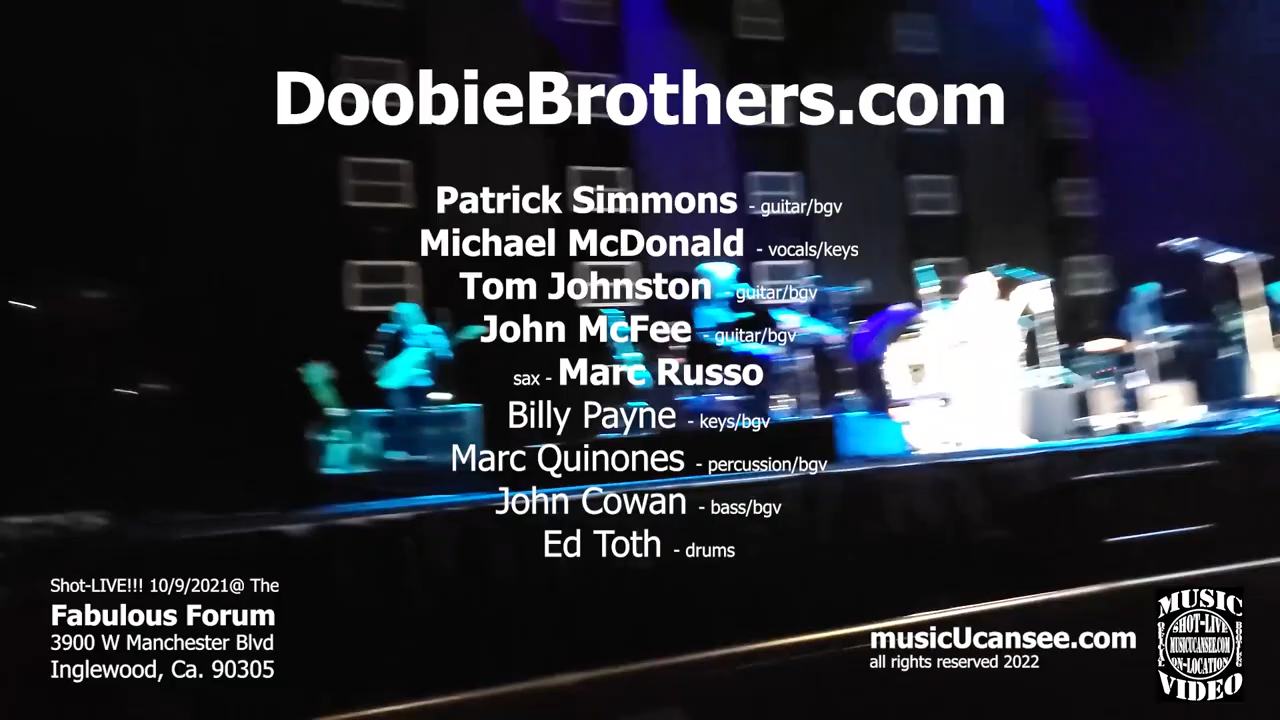 DoobieBrothers.com
Patrick Simmons - guitar/bgv
Michael McDonald - vocals/keys
Tom Johnston - guitar/bgv
John McFee - guitar/bgv
sax - Marc Russo
Billy Payne - keys/bgv
Marc Quinones - percussion/bgv
John Cowan - bass/bgv
Ed Toth - drums
Shot-LIVE!!! 10/9/2021@ The
Fabulous Forum
3900 W Manchester Blvd
Inglewood, Ca. 90305
musicUcansee.com
all rights reserved 2022
MUSIC
SHOT-LIVE
MUSICUCANSEE.COM
ON-LOCATION
VIDEO